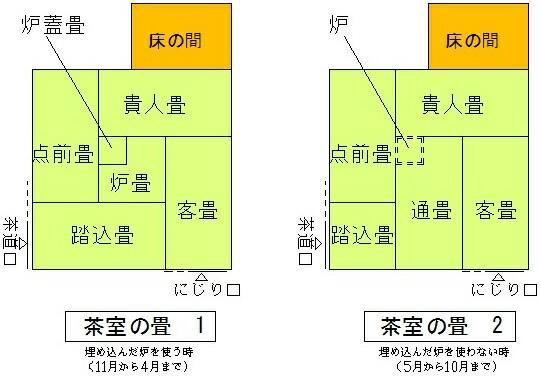 炉蓋畳
床の間
貴人畳
点前畳
炉畳
客畳
踏込畳
茶道口
にじり口
茶室の畳 1
埋め込んだ炉を使う時
(11月から4月まで)
炉
床の間
貴人畳
点前畳
通畳
客畳
踏込畳
茶道口
にじり口
茶室の畳 2
埋め込んだ炉を使わない時
(5月から10月まで)